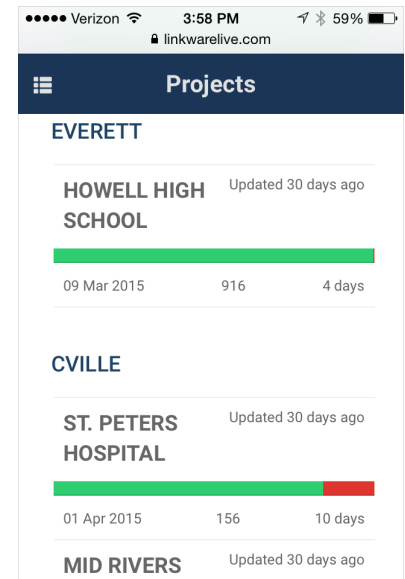 Verizon 3:58 PM 59%
linkwarelive.com
Projects
EVERETT
HOWELL HIGH Updated 30 days ago
SCHOOL
09 Mar 2015 916 4 days
CVILLE
ST. PETERS Updated 30 days ago
HOSPITAL
01 Apr 2015 156 10 days
MID RIVERS Updated 30 days ago